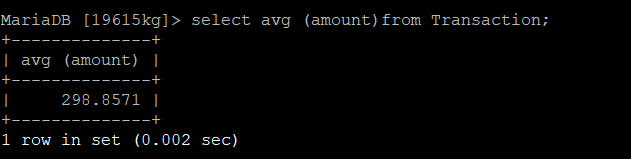 MariaDB [19615kg]> select avg (amount)from Transaction;
+--------------+
| avg (amount) |
+--------------+
|     298.8571 |
+--------------+
1 row in set (0.002 sec)